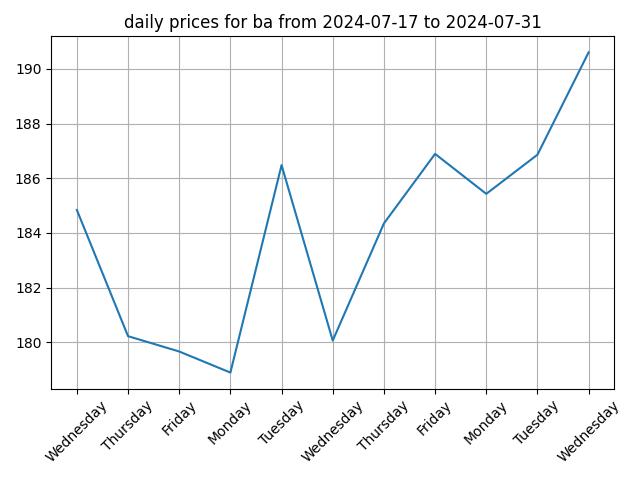 daily prices for ba from 2024-07-17 to 2024-07-31
190
188
186
184
182
180
Wednesday
Thursday
Friday
Monday
Tuesday
Wednesday
Thursday
Friday
Monday
Tuesday
Wednesday